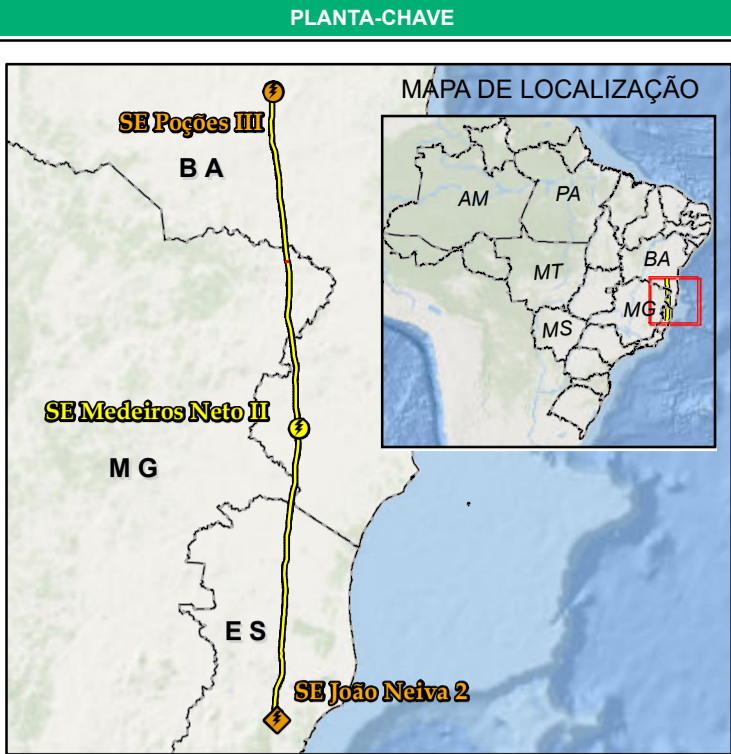 PLANTA-CHAVE
MAPA DE LOCALIZAÇÃO
SE Poções III
B A
AM
PA
BA
MT
MG
MS
SE Medeiros Neto II
M G
E S
SE João Neiva 2